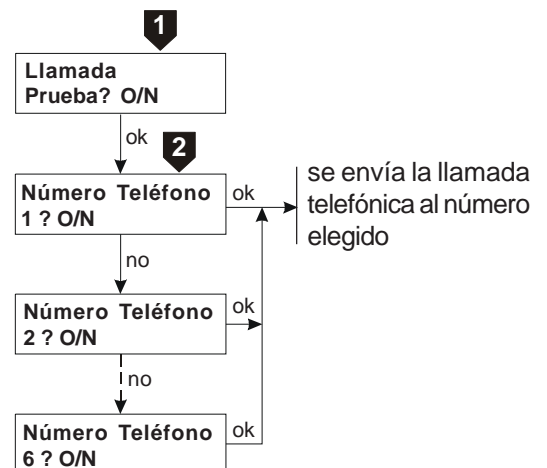 1
Llamada
Prueba? O/N
ok
2
Número Teléfono
1 ? O/N
ok
se envía la llamada
telefónica al número
elegido
no
Número Teléfono
2 ? O/N
ok
no
Número Teléfono
6 ? O/N
ok